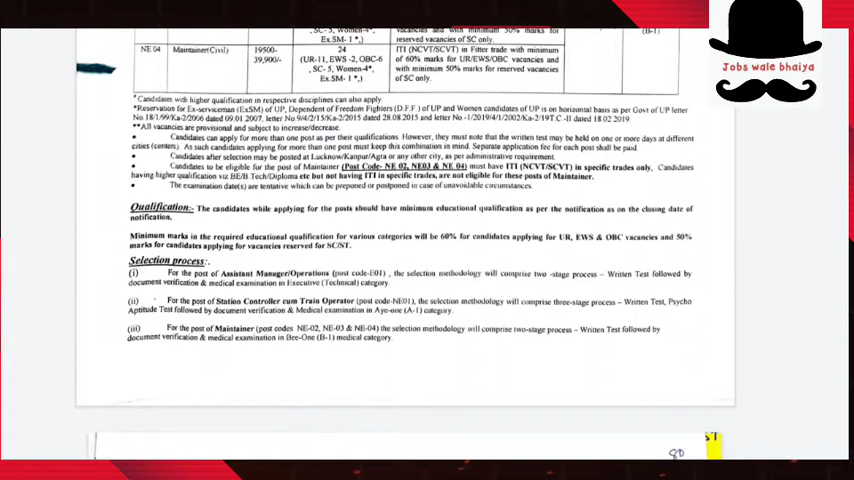 SC- 5, Women-4*,
Ex.SM- 1 *,)
vacancies and with minimum 50% marks for
reserved vacancies of SC only.
(B-1)
NE 04 Maintainer(Civil) 19500-
39,900/- 24
(UR-11, EWS -2, OBC-6
, SC- 5, Women-4*,
Ex.SM- 1 *,) ITI (NCVT/SCVT) in Fitter trade with minimum
of 60% marks for UR/EWS/OBC vacancies and
with minimum 50% marks for reserved vacancies
of SC only.
Jobs wale bhaiya
*Candidates with higher qualification in respective disciplines can also apply
*Reservation for Ex-serviceman (ExSM) of UP, Dependent of Freedom Fighters (D.F.F ) of UP and Women candidates of UP is on horizontal basis as per Govt of UP letter
No.18/1/99/Ka-2/2006 dated 09.01 2007, letter No.9/4/2/15/Ka-2/2015 dated 28.08.2015 and letter No.-1/2019/4/1/2002/Ka-2/19T.C.-II dated 18.02 2019.
**All vacancies are provisional and subject to increase/decrease.
• Candidates can apply for more than one post as per their qualifications. However, they must note that the written test may be held on one or more days at different
cities (centers). As such candidates applying for more than one post must keep this combination in mind. Separate application fee for each post shall be paid.
• Candidates after selection may be posted at Lucknow/Kanpur/Agra or any other city, as per administrative requirement.
• Candidates to be eligible for the post of Maintainer (Post Code- NE 02, NE03 & NE 04) must have ITI (NCVT/SCVT) in specific trades only, Candidates
having higher qualification viz BE/B Tech/Diploma etc but not having ITI in specific trades, are not eligible for these posts of Maintainer.
• The examination date(s) are tentative which can be preponed or postponed in case of unavoidable circumstances.
Qualification:- The candidates while applying for the posts should have minimum educational qualification as per the notification as on the closing date of
notification.
Minimum marks in the required educational qualification for various categories will be 60% for candidates applying for UR, EWS & OBC vacancies and 50%
marks for candidates applying for vacancies reserved for SC/ST.
Selection process:.
(i) For the post of Assistant Manager/Operations (post code-E01) , the selection methodology will comprise two -stage process – Written Test followed by
document verification & medical examination in Executive (Technical) category.
(ii) For the post of Station Controller cum Train Operator (post code-NE01), the selection methodology will comprise three-stage process – Written Test, Psycho
Aptitude Test followed by document verification & Medical examination in Aye-one (A-1) category.
(iii) For the post of Maintainer (post codes NE-02, NE-03 & NE-04) the selection methodology will comprise two-stage process – Written Test followed by
document verification & medical examination in Bee-One (B-1) medical category.
80